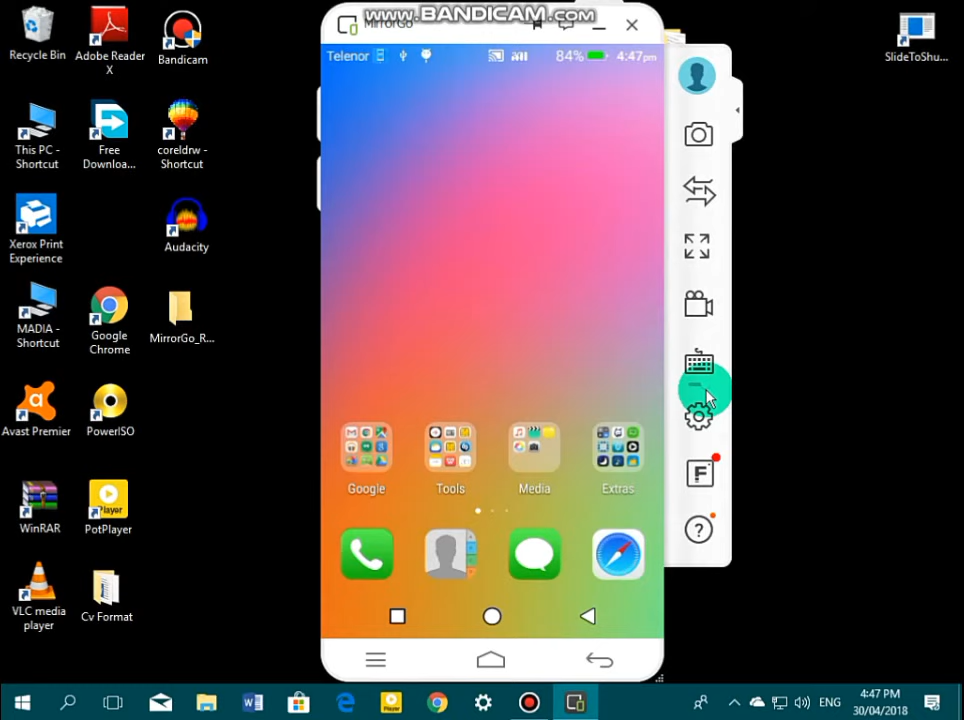 www.BANDICAM.com
MirrorGo
Telenor
84%
4:47pm
Recycle Bin
Adobe Reader
X
Bandicam
SlideToShu...
This PC -
Shortcut
Free
Downloa...
coreldrw -
Shortcut
Xerox Print
Experience
Audacity
MADIA -
Shortcut
Google
Chrome
MirrorGo_R...
Avast Premier
PowerISO
Google
Tools
Media
Extras
F
?
WinRAR
Player
PotPlayer
VLC media
player
Cv Format
Player
ENG
4:47 PM
30/04/2018